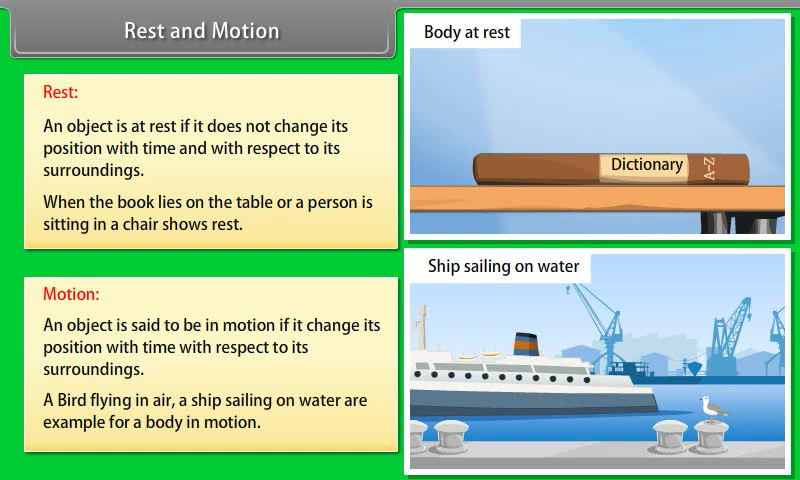 Rest and Motion
Rest:
An object is at rest if it does not change its
position with time and with respect to its
surroundings.
When the book lies on the table or a person is
sitting in a chair shows rest.
Motion:
An object is said to be in motion if it change its
position with time with respect to its
surroundings.
A Bird flying in air, a ship sailing on water are
example for a body in motion.
Body at rest
Dictionary
A-Z
Ship sailing on water